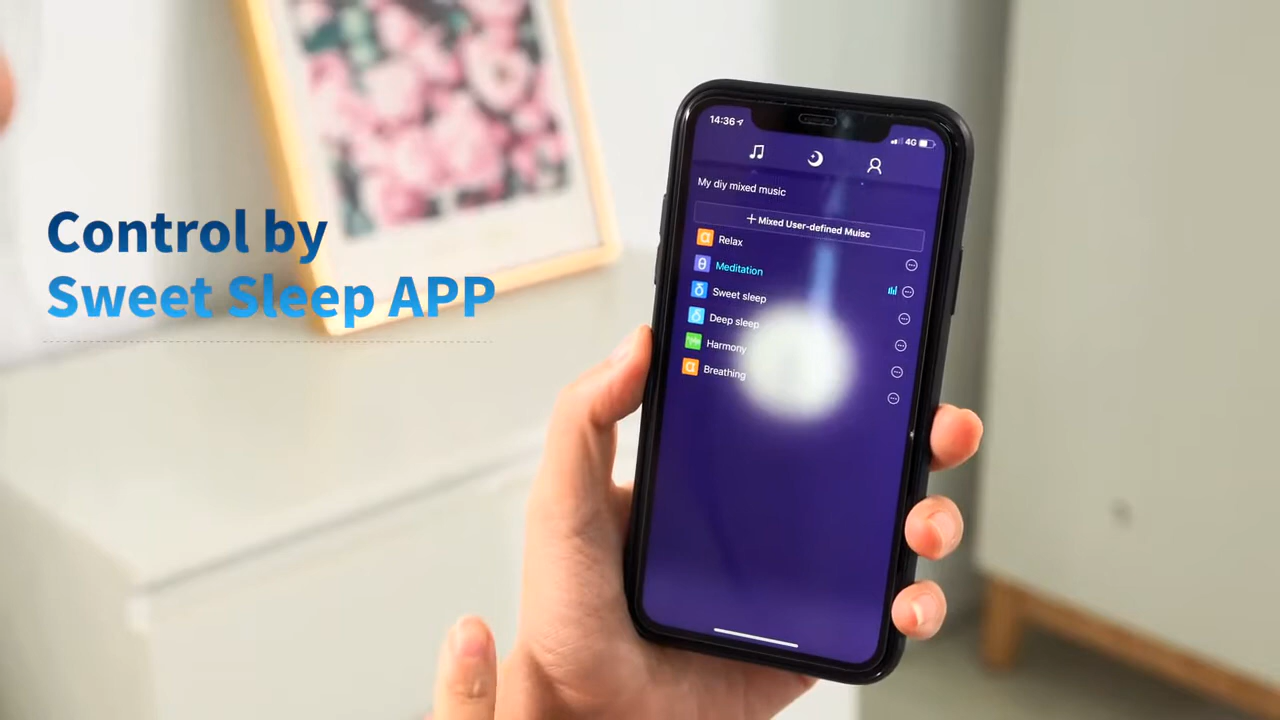 Control by
Sweet Sleep APP
14:36
4G
My diy mixed music
+ Mixed User-defined Muisc
Relax
Meditation
Sweet sleep
Deep sleep
Harmony
Breathing